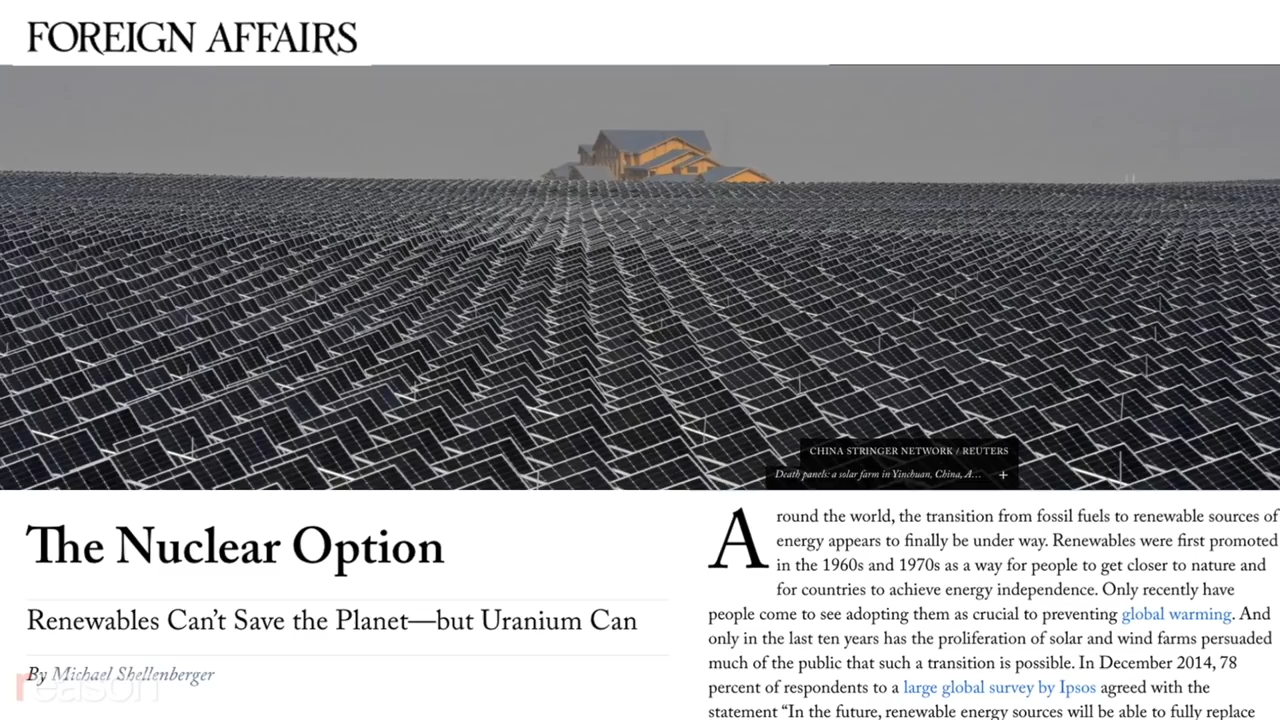 FOREIGN AFFAIRS
CHINA STRINGER NETWORK / REUTERS
Death panels: a solar farm in Yinchuan, China, A… +
The Nuclear Option
Renewables Can’t Save the Planet—but Uranium Can
By Michael Shellenberger
reason
Around the world, the transition from fossil fuels to renewable sources of
energy appears to finally be under way. Renewables were first promoted
in the 1960s and 1970s as a way for people to get closer to nature and
for countries to achieve energy independence. Only recently have
people come to see adopting them as crucial to preventing global warming. And
only in the last ten years has the proliferation of solar and wind farms persuaded
much of the public that such a transition is possible. In December 2014, 78
percent of respondents to a large global survey by Ipsos agreed with the
statement “In the future, renewable energy sources will be able to fully replace